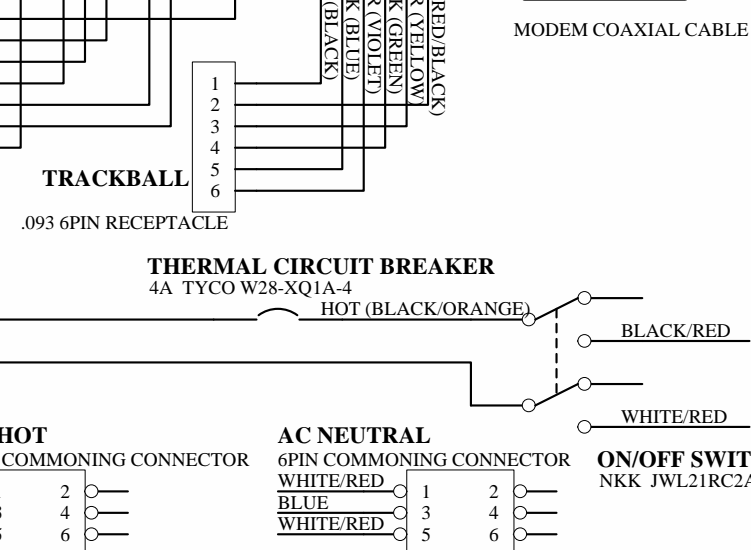 (BLACK)
K (BLUE)
R (VIOLET)
K (GREEN)
R (YELLOW)
RED/BLACK)
MODEM COAXIAL CABLE
1
2
3
4
5
6
TRACKBALL
.093 6PIN RECEPTACLE
THERMAL CIRCUIT BREAKER
4A TYCO W28-XQ1A-4
HOT (BLACK/ORANGE)
BLACK/RED
WHITE/RED
HOT
COMMONING CONNECTOR
2
4
6
AC NEUTRAL
6PIN COMMONING CONNECTOR
WHITE/RED
1 2
BLUE
3 4
WHITE/RED
5 6
ON/OFF SWIT
NKK JWL21RC2A